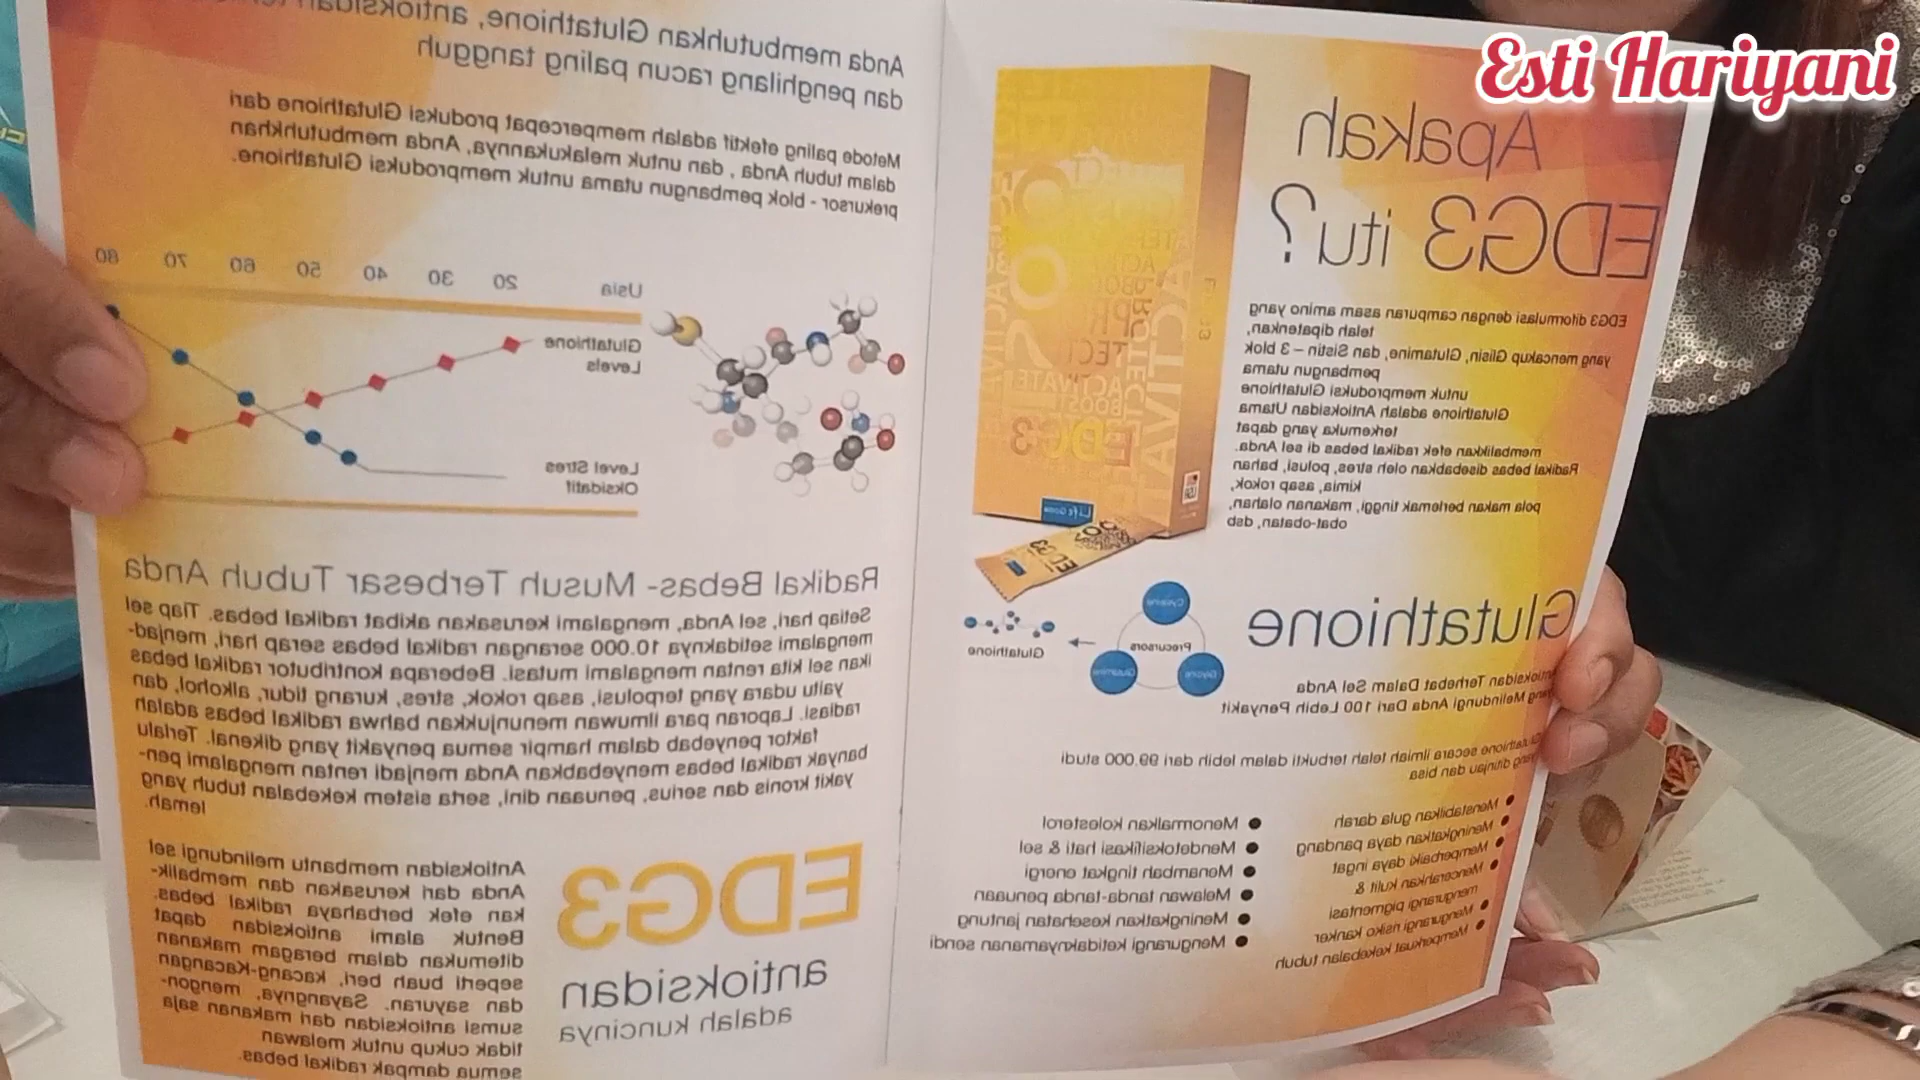 Esti Hariyani
Apakah
EDG3 itu?
EDG3 diformulasi dengan campuran asam amino yang
telah dipatenkan,
yang mencakup Glisin, Glutamine, dan Sistin – 3 blok
pembangun utama
untuk memproduksi Glutathione
Glutathione adalah Antioksidan Utama
terkemuka yang dapat
membalikkan efek radikal bebas di sel Anda.
Radikal bebas disebabkan oleh stres, polusi, bahan
kimia, asap rokok,
pola makan berlemak tinggi, makanan olahan,
obat-obatan, dsb
EDG3
EDG3
Glutathione
Cysteine
Precursors
Glutamine
Glycine
Glutathione
Antioksidan Terhebat Dalam Sel Anda
yang Melindungi Anda Dari 100 Lebih Penyakit
Glutathione secara ilmiah telah terbukti dalam lebih dari 99.000 studi
yang ditinjau dan bisa
Menstabilkan gula darah
Meningkatkan daya pandang
Memperbaiki daya ingat
Mencerahkan kulit &
mengurangi pigmentasi
Mengurangi risiko kanker
Memperkuat kekebalan tubuh
Menormalkan kolesterol
Mendetoksifikasi hati & sel
Menambah tingkat energi
Melawan tanda-tanda penuaan
Meningkatkan kesehatan jantung
Mengurangi ketidaknyamanan sendi
Anda membutuhkan Glutathione, antioksidan
dan penghilang racun paling tangguh
Metode paling efektif adalah mempercepat produksi Glutathione dari
dalam tubuh Anda , dan untuk melakukannya, Anda membutuhkan
prekursor - blok pembangun utama untuk memproduksi Glutathione.
Usia 20 30 40 50 60 70 80
Glutathione
Levels
Level Stres
Oksidatif
Radikal Bebas- Musuh Terbesar Tubuh Anda
Setiap hari, sel Anda, mengalami kerusakan akibat radikal bebas. Tiap sel
mengalami setidaknya 10.000 serangan radikal bebas serap hari, menjad-
ikan sel kita rentan mengalami mutasi. Beberapa kontributor radikal bebas
yaitu udara yang terpolusi, asap rokok, stres, kurang tidur, alkohol, dan
radiasi. Laporan para ilmuwan menunjukkan bahwa radikal bebas adalah
faktor penyebab dalam hampir semua penyakit yang dikenal. Terlalu
banyak radikal bebas menyebabkan Anda menjadi rentan mengalami pen-
yakit kronis dan serius, penuaan dini, serta sistem kekebalan tubuh yang
lemah.
EDG3
antioksidan
adalah kuncinya
Antioksidan membantu melindungi sel
Anda dari kerusakan dan membalik-
kan efek berbahaya radikal bebas.
Bentuk alami antioksidan dapat
ditemukan dalam beragam makanan
seperti buah beri, kacang-Kacangan
dan sayuran. Sayangnya, mengon-
sumsi antioksidan dari makanan saja
tidak cukup untuk melawan
semua dampak radikal bebas.